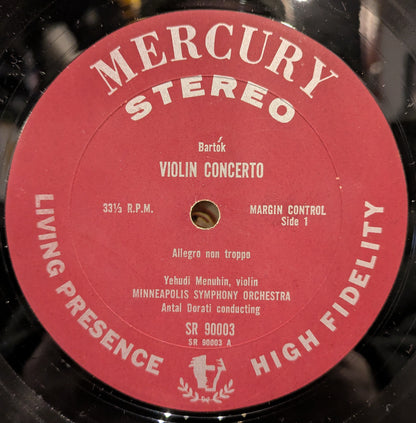 MERCURY
STEREO
Bartók
VIOLIN CONCERTO
33⅓ R.P.M.
MARGIN CONTROL
Side 1
Allegro non troppo
Yehudi Menuhin, violin
MINNEAPOLIS SYMPHONY ORCHESTRA
Antal Dorati conducting
SR 90003
SR 90003 A
LIVING PRESENCE
HIGH FIDELITY